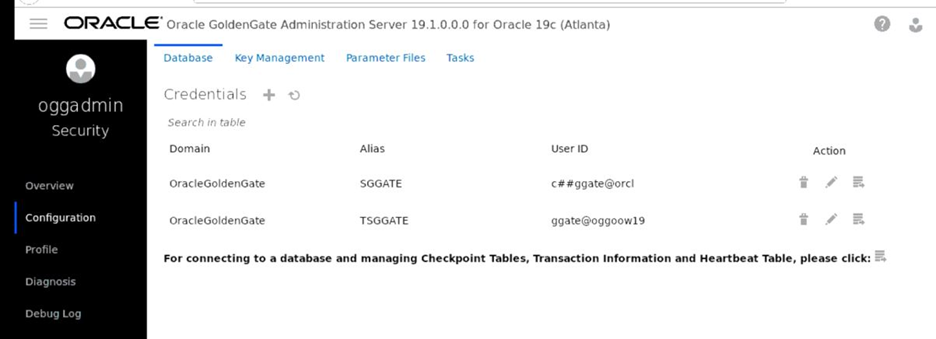 ORACLE® Oracle GoldenGate Administration Server 19.1.0.0.0 for Oracle 19c (Atlanta)
oggadmin
Security
Overview
Configuration
Profile
Diagnosis
Debug Log
Database Key Management Parameter Files Tasks
Credentials
Search in table
Domain Alias User ID Action
OracleGoldenGate SGGATE c##ggate@orcl
OracleGoldenGate TSGGATE ggate@oggoow19
For connecting to a database and managing Checkpoint Tables, Transaction Information and Heartbeat Table, please click: